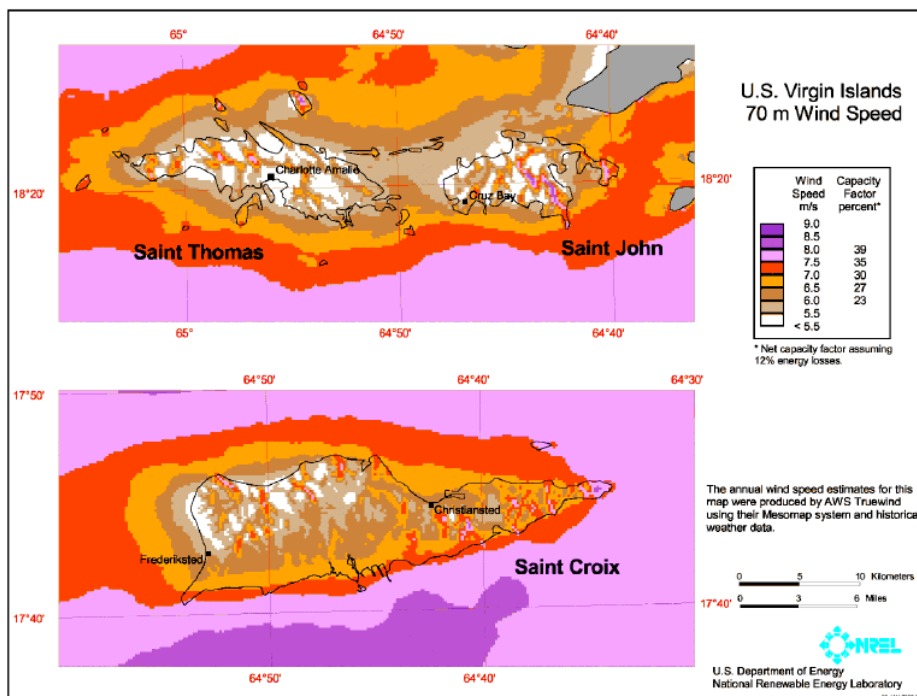 65°
64°50'
64°40'
U.S. Virgin Islands
70 m Wind Speed
Charlotte Amalie
Cruz Bay
18°20'
18°20'
Saint Thomas
Saint John
65°
64°50'
64°40'
Wind Capacity
Speed Factor
m/s percent*
9.0
8.5
8.0 39
7.5 35
7.0 30
6.5 27
6.0 23
5.5
< 5.5
* Net capacity factor assuming
12% energy losses.
64°50'
64°40'
64°30'
17°50'
Christiansted
Frederiksted
Saint Croix
17°40'
17°40'
64°50'
64°40'
The annual wind speed estimates for this
map were produced by AWS Truewind
using their Mesomap system and historical
weather data.
0 5 10 Kilometers
0 3 6 Miles
NREL
U.S. Department of Energy
National Renewable Energy Laboratory